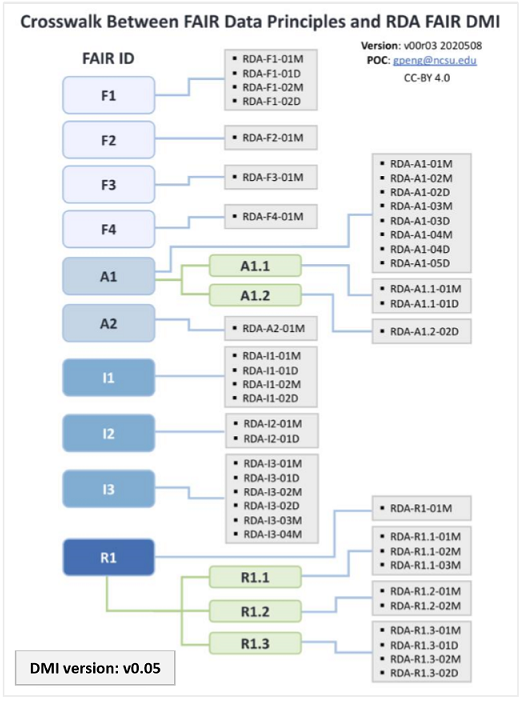 Crosswalk Between FAIR Data Principles and RDA FAIR DMI
Version: v00r03 20200508
POC: gpeng@ncsu.edu
CC-BY 4.0
FAIR ID
F1
▪ RDA-F1-01M
▪ RDA-F1-01D
▪ RDA-F1-02M
▪ RDA-F1-02D
F2
▪ RDA-F2-01M
F3
▪ RDA-F3-01M
F4
▪ RDA-F4-01M
A1
▪ RDA-A1-01M
▪ RDA-A1-02M
▪ RDA-A1-02D
▪ RDA-A1-03M
▪ RDA-A1-03D
▪ RDA-A1-04M
▪ RDA-A1-04D
▪ RDA-A1-05D
A1.1
▪ RDA-A1.1-01M
▪ RDA-A1.1-01D
A1.2
▪ RDA-A1.2-02D
A2
▪ RDA-A2-01M
I1
▪ RDA-I1-01M
▪ RDA-I1-01D
▪ RDA-I1-02M
▪ RDA-I1-02D
I2
▪ RDA-I2-01M
▪ RDA-I2-01D
I3
▪ RDA-I3-01M
▪ RDA-I3-01D
▪ RDA-I3-02M
▪ RDA-I3-02D
▪ RDA-I3-03M
▪ RDA-I3-04M
R1
▪ RDA-R1-01M
R1.1
▪ RDA-R1.1-01M
▪ RDA-R1.1-02M
▪ RDA-R1.1-03M
R1.2
▪ RDA-R1.2-01M
▪ RDA-R1.2-02M
R1.3
▪ RDA-R1.3-01M
▪ RDA-R1.3-01D
▪ RDA-R1.3-02M
▪ RDA-R1.3-02D
DMI version: v0.05